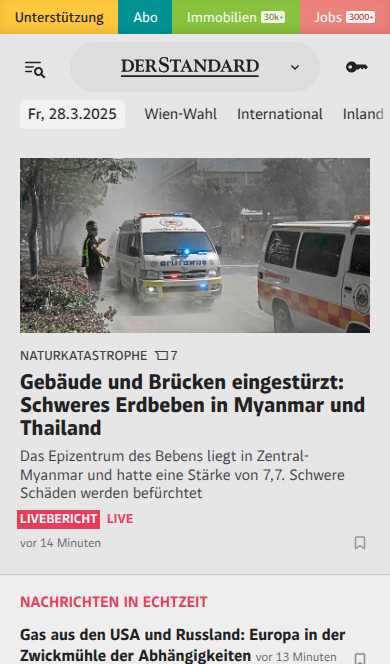 Unterstützung Abo Immobilien 30k+ Jobs 3000+
DERSTANDARD
Fr, 28.3.2025 Wien-Wahl International Inland
NATURKATASTROPHE 7
Gebäude und Brücken eingestürzt:
Schweres Erdbeben in Myanmar und
Thailand
Das Epizentrum des Bebens liegt in Zentral-
Myanmar und hatte eine Stärke von 7,7. Schwere
Schäden werden befürchtet
LIVEBERICHT LIVE
vor 14 Minuten
NACHRICHTEN IN ECHTZEIT
Gas aus den USA und Russland: Europa in der
Zwickmühle der Abhängigkeiten vor 13 Minuten